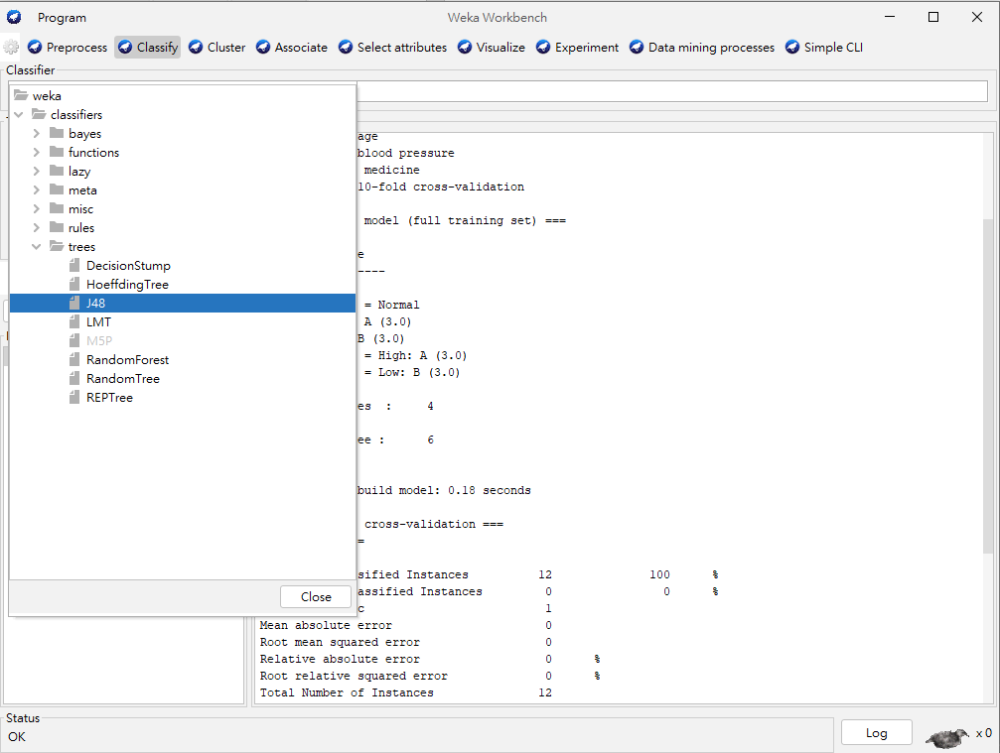 Program
Weka Workbench
Preprocess Classify Cluster Associate Select attributes Visualize Experiment Data mining processes Simple CLI
Classifier
weka
classifiers
bayes
functions
lazy
meta
misc
rules
trees
DecisionStump
HoeffdingTree
J48
LMT
M5P
RandomForest
RandomTree
REPTree
Close
age
blood pressure
medicine
10-fold cross-validation
model (full training set) ===
e
----
= Normal
A (3.0)
B (3.0)
= High: A (3.0)
= Low: B (3.0)
es : 4
ee : 6
build model: 0.18 seconds
cross-validation ===
=
sified Instances 12 100 %
assified Instances 0 0 %
c 1
Mean absolute error 0
Root mean squared error 0
Relative absolute error 0 %
Root relative squared error 0 %
Total Number of Instances 12
Status
OK
Log
x 0